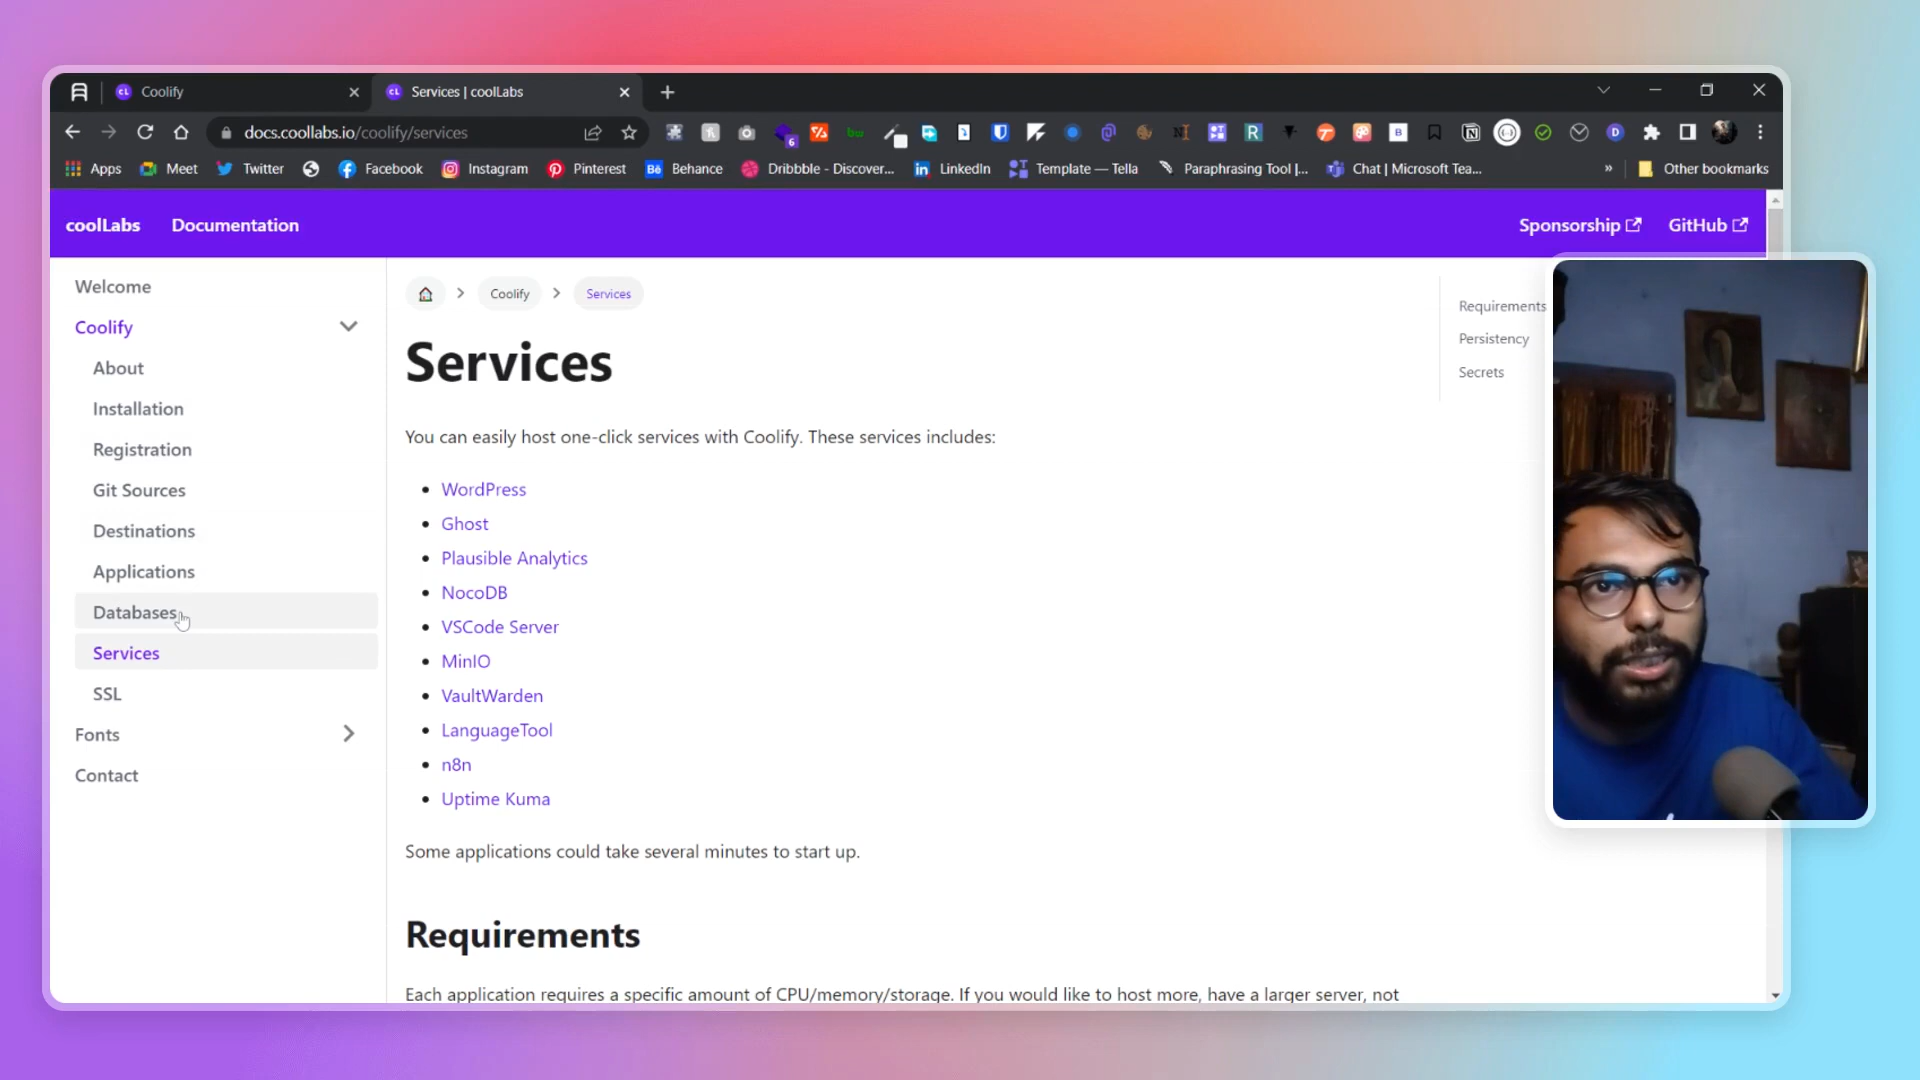 Coolify
Services | coolLabs
docs.coollabs.io/coolify/services
6
Apps
Meet
Twitter
Facebook
Instagram
Pinterest
Behance
Dribbble - Discover...
LinkedIn
Template — Tella
Paraphrasing Tool |...
Chat | Microsoft Tea...
»
Other bookmarks
coolLabs
Documentation
Sponsorship
GitHub
Welcome
Coolify
About
Installation
Registration
Git Sources
Destinations
Applications
Databases
Services
SSL
Fonts
Contact
Coolify
Services
Services
You can easily host one-click services with Coolify. These services includes:
• WordPress
• Ghost
• Plausible Analytics
• NocoDB
• VSCode Server
• MinIO
• VaultWarden
• LanguageTool
• n8n
• Uptime Kuma
Some applications could take several minutes to start up.
Requirements
Each application requires a specific amount of CPU/memory/storage. If you would like to host more, have a larger server, not
Requirements
Persistency
Secrets